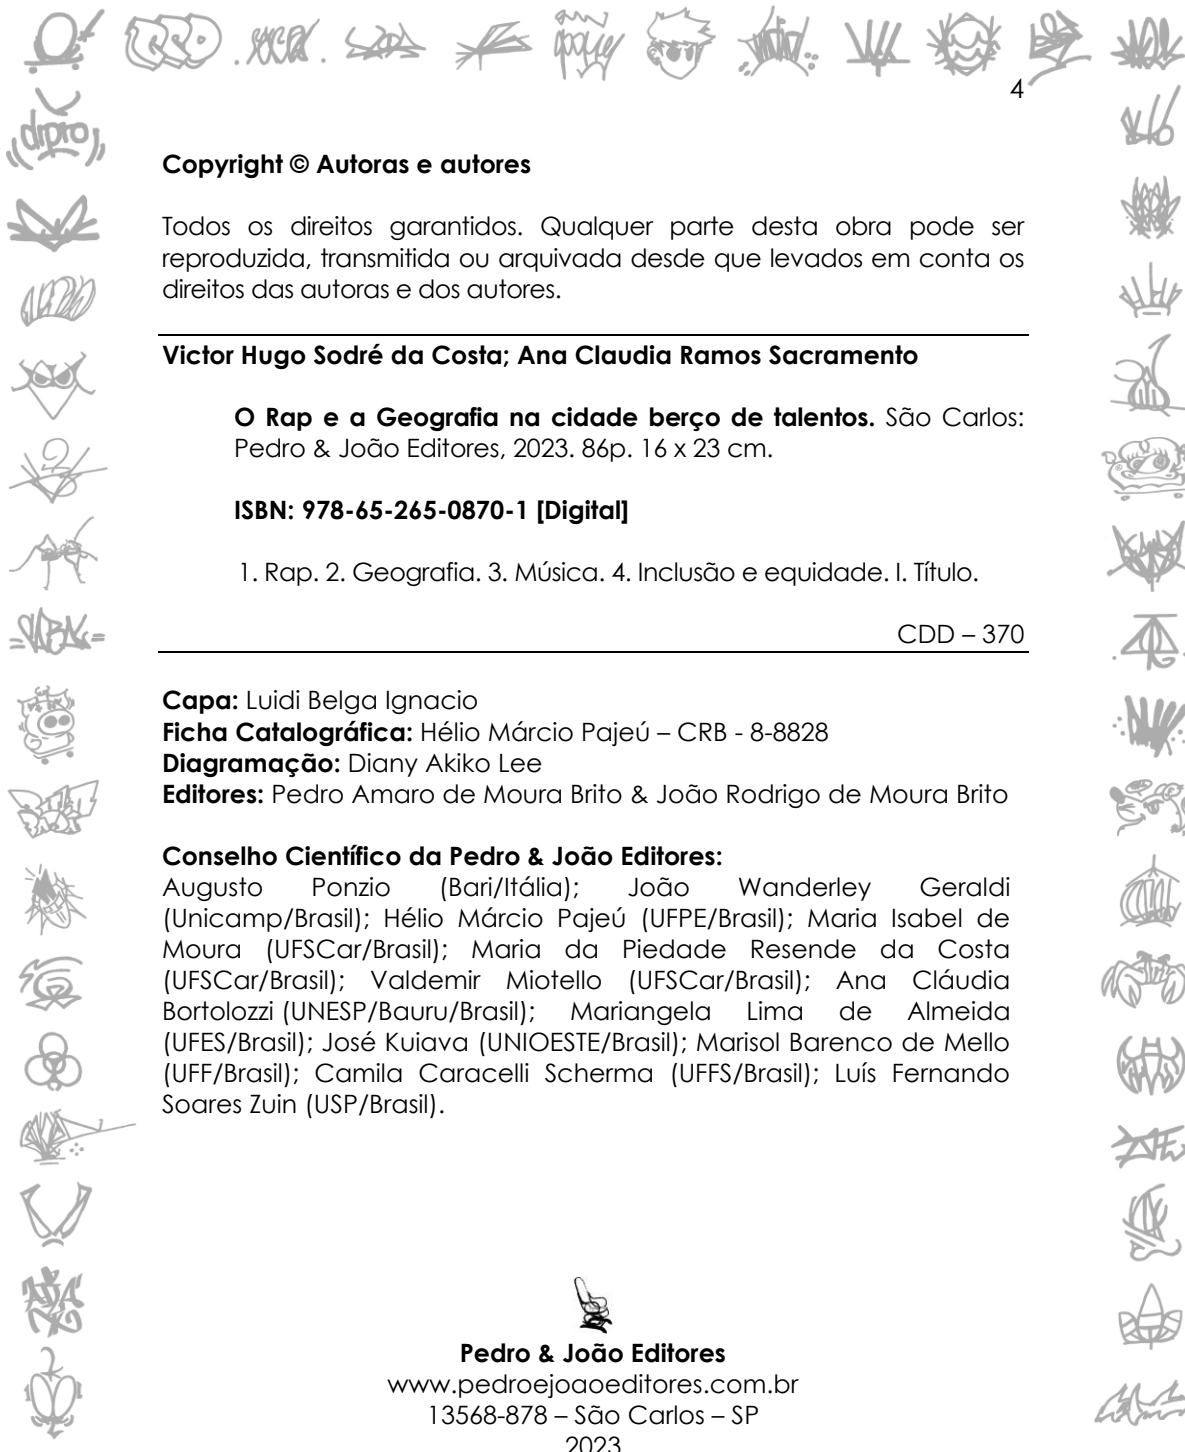 4
drpro
Copyright © Autoras e autores
Todos os direitos garantidos. Qualquer parte desta obra pode ser
reproduzida, transmitida ou arquivada desde que levados em conta os
direitos das autoras e dos autores.
Victor Hugo Sodré da Costa; Ana Claudia Ramos Sacramento
O Rap e a Geografia na cidade berço de talentos. São Carlos:
Pedro & João Editores, 2023. 86p. 16 x 23 cm.
ISBN: 978-65-265-0870-1 [Digital]
1. Rap. 2. Geografia. 3. Música. 4. Inclusão e equidade. I. Título.
CDD – 370
Capa: Luidi Belga Ignacio
Ficha Catalográfica: Hélio Márcio Pajeú – CRB - 8-8828
Diagramação: Diany Akiko Lee
Editores: Pedro Amaro de Moura Brito & João Rodrigo de Moura Brito
Conselho Científico da Pedro & João Editores:
Augusto Ponzio (Bari/Itália); João Wanderley Geraldi
(Unicamp/Brasil); Hélio Márcio Pajeú (UFPE/Brasil); Maria Isabel de
Moura (UFSCar/Brasil); Maria da Piedade Resende da Costa
(UFSCar/Brasil); Valdemir Miotello (UFSCar/Brasil); Ana Cláudia
Bortolozzi (UNESP/Bauru/Brasil); Mariangela Lima de Almeida
(UFES/Brasil); José Kuiava (UNIOESTE/Brasil); Marisol Barenco de Mello
(UFF/Brasil); Camila Caracelli Scherma (UFFS/Brasil); Luís Fernando
Soares Zuin (USP/Brasil).
Pedro & João Editores
www.pedroejoaoeditores.com.br
13568-878 – São Carlos – SP
2023